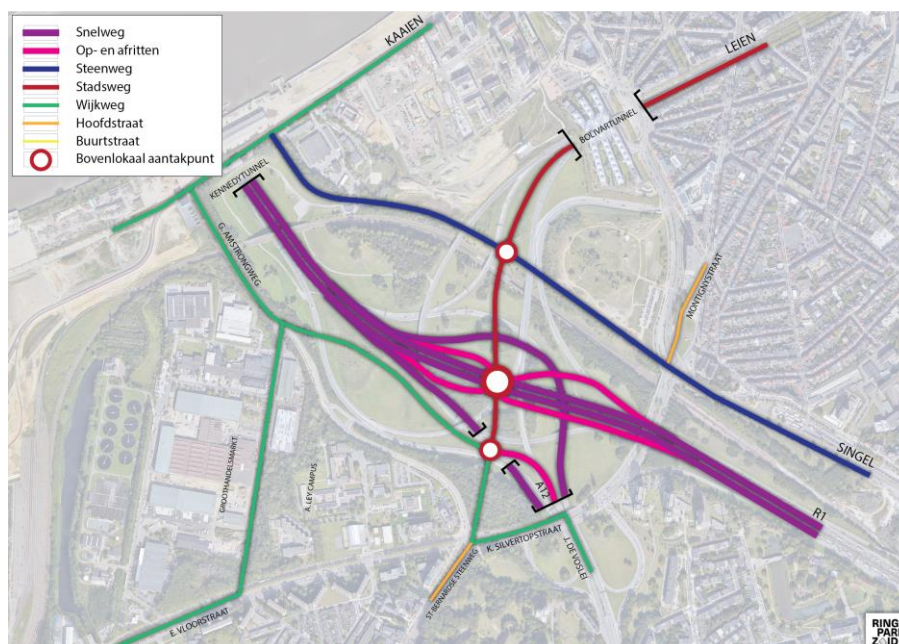 Snelweg
Op- en afritten
Steenweg
Stadsweg
Wijkweg
Hoofdstraat
Buurtstraat
Bovenlokaal aantakpunt
KAAIEN
LEIEN
BOLIVARTUNNEL
KENNEDYTUNNEL
G. AMSTRONGWEG
MONTIGNYSTRAAT
SINGEL
R1
GROOTHANDELSMARKT
A. LEY CAMPUS
A12
K. SILVERTOPSTRAAT
J. DE VOSLEI
ST-BERNARDSE STEENWEG
E. VLOORSTRAAT
RING
PARK
ZUID